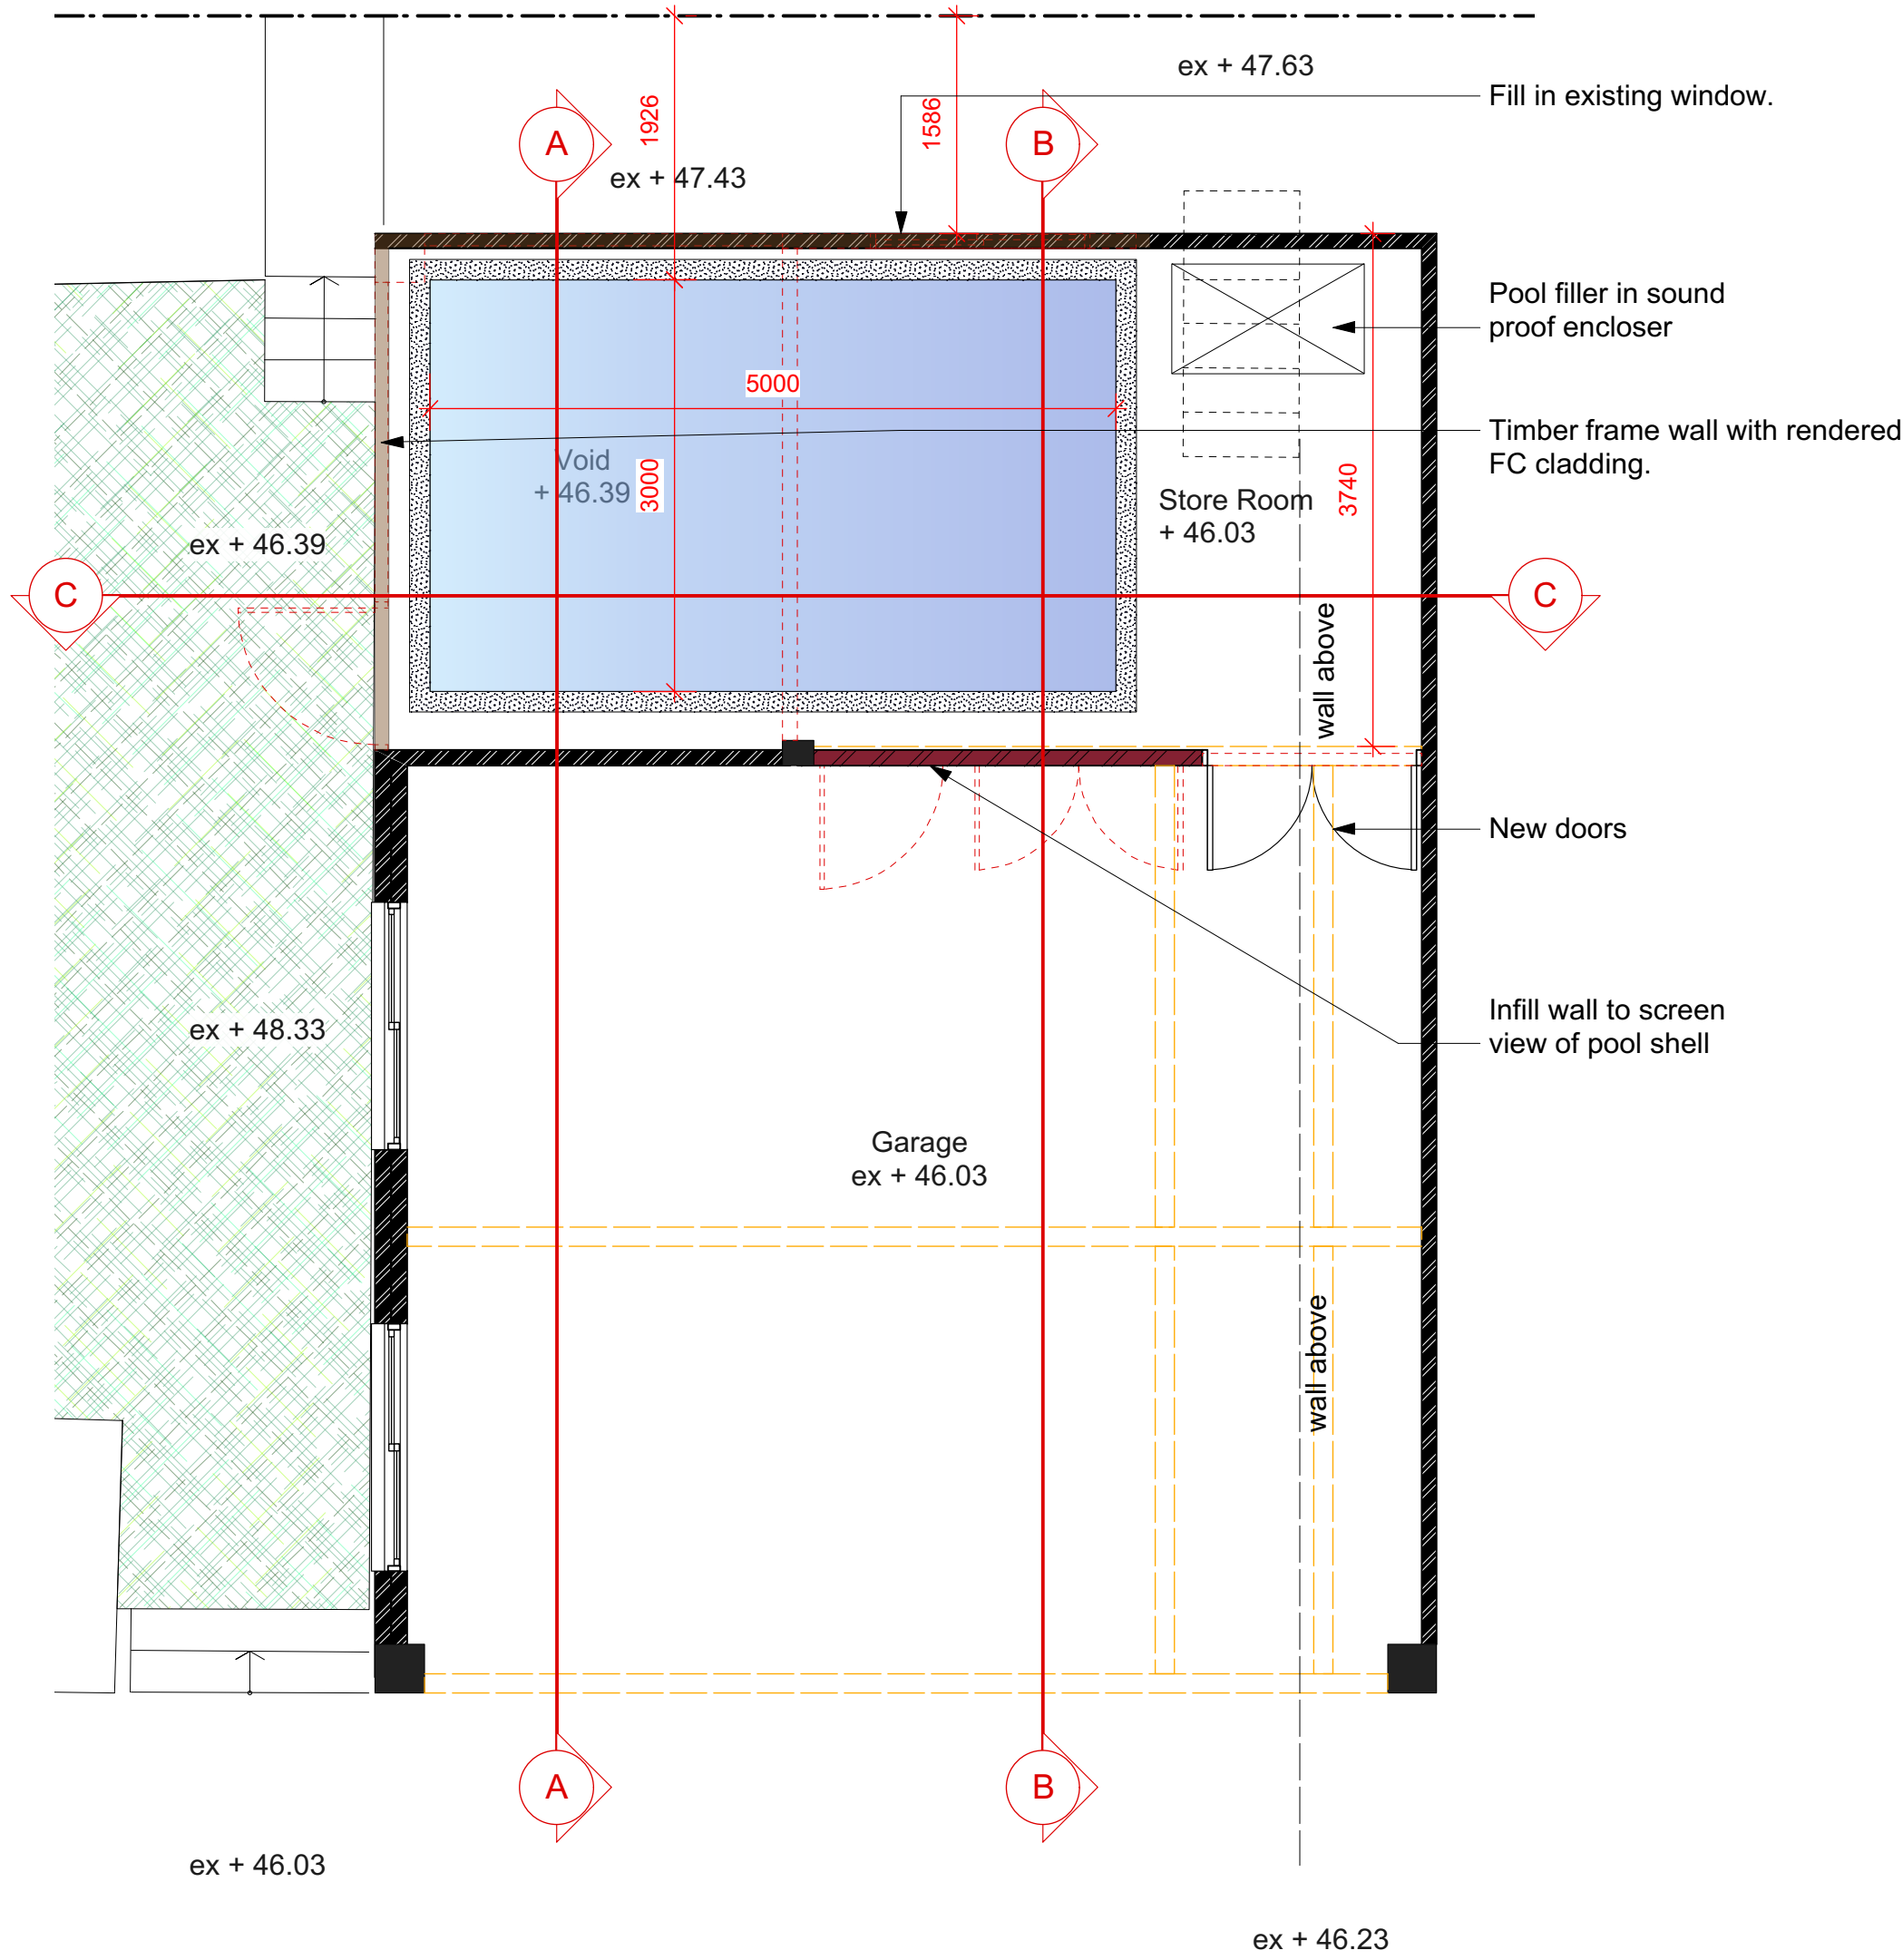 ex + 47.63
Fill in existing window.
1926
1586
A
B
ex + 47.43
Pool filler in sound
proof encloser
5000
Timber frame wall with rendered
FC cladding.
Void
+ 46.39
3000
3740
Store Room
+ 46.03
ex + 46.39
C
C
wall above
New doors
Infill wall to screen
view of pool shell
ex + 48.33
Garage
ex + 46.03
wall above
A
B
ex + 46.03
ex + 46.23